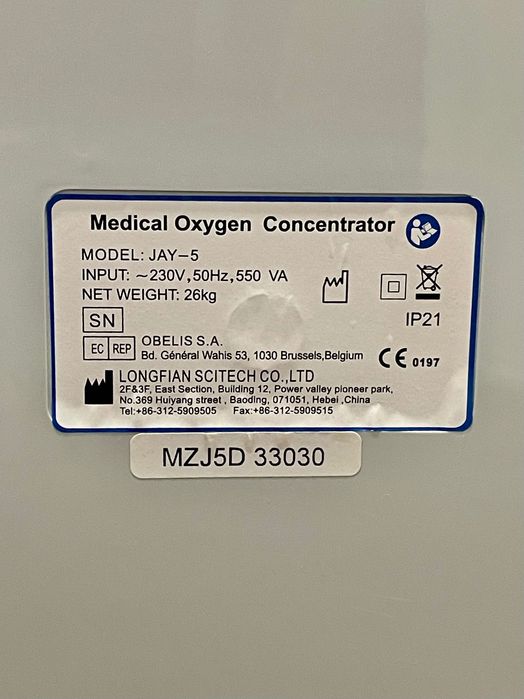 Medical Oxygen Concentrator
MODEL: JAY-5
INPUT: ~230V,50Hz,550 VA
NET WEIGHT: 26kg
SN
IP21
EC REP
OBELIS S.A.
Bd. Général Wahis 53, 1030 Brussels,Belgium
CE 0197
LONGFIAN SCITECH CO.,LTD
2F&3F, East Section, Building 12, Power valley pioneer park,
No.369 Huiyang street , Baoding, 071051, Hebei ,China
Tel:+86-312-5909505 Fax:+86-312-5909515
MZJ5D 33030